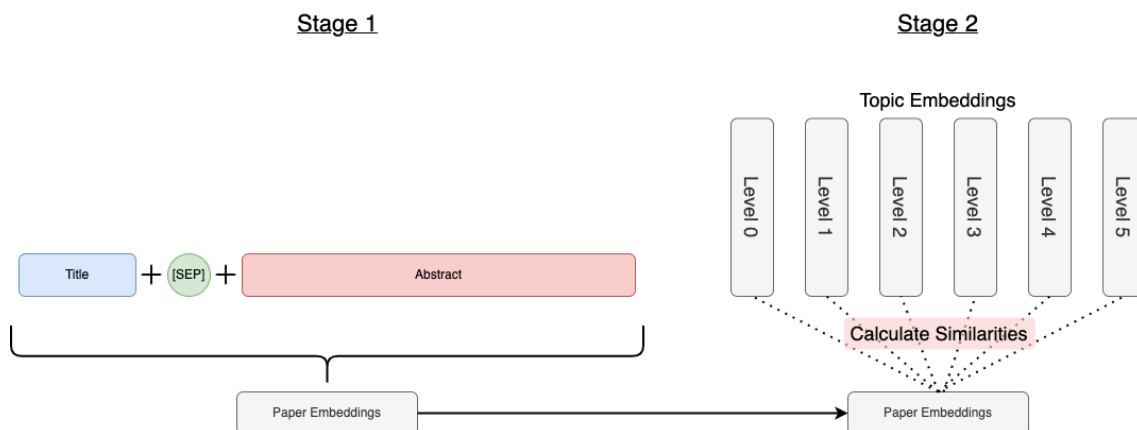 Stage 1
Title
[SEP]
Abstract
Paper Embeddings
Stage 2
Topic Embeddings
Level 0
Level 1
Level 2
Level 3
Level 4
Level 5
Calculate Similarities
Paper Embeddings